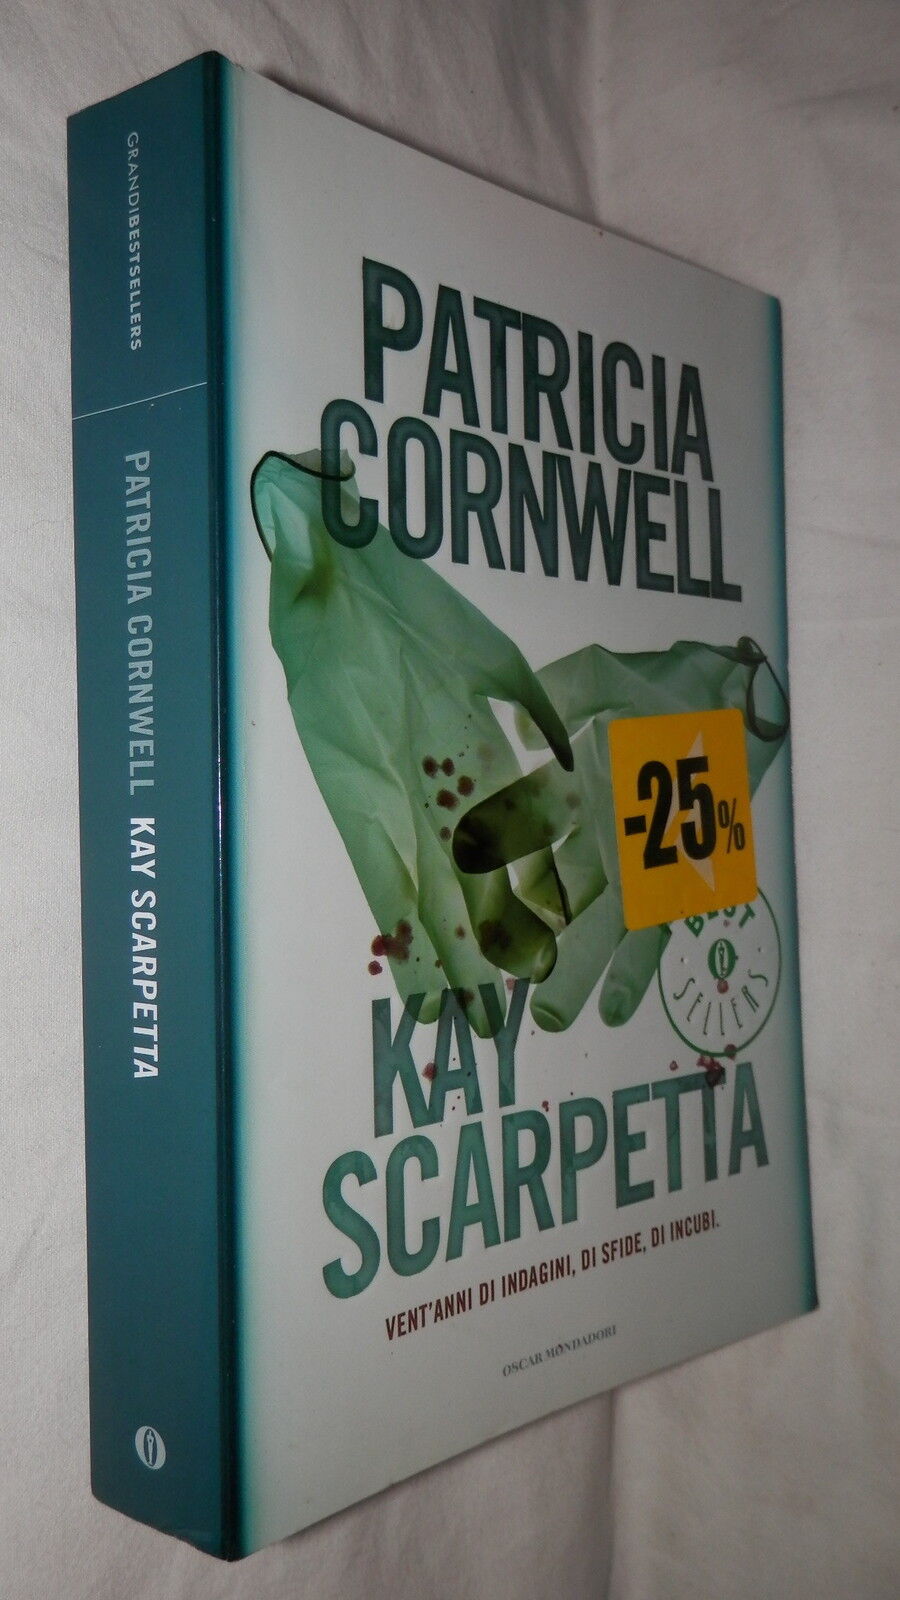 GRANDIBESTSELLERS
PATRICIA CORNWELL KAY SCARPETTA
PATRICIA
CORNWELL
-25%
BEST
SELLERS
KAY
SCARPETTA
VENT'ANNI DI INDAGINI, DI SFIDE, DI INCUBI.
OSCAR MONDADORI